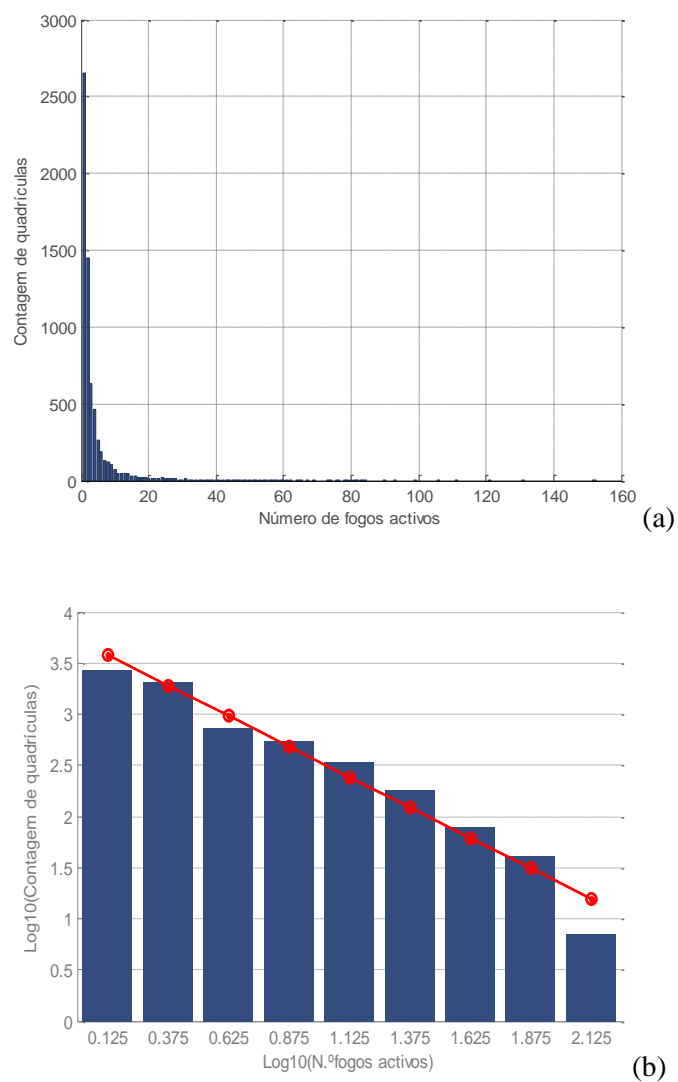 3000
2500
2000
1500
1000
500
0
Contagem de quadrículas
0 20 40 60 80 100 120 140 160
Número de fogos activos
(a)
4
3.5
3
2.5
2
1.5
1
0.5
0
Log10(Contagem de quadrículas)
0.125 0.375 0.625 0.875 1.125 1.375 1.625 1.875 2.125
Log10(N.ºfogos activos)
(b)